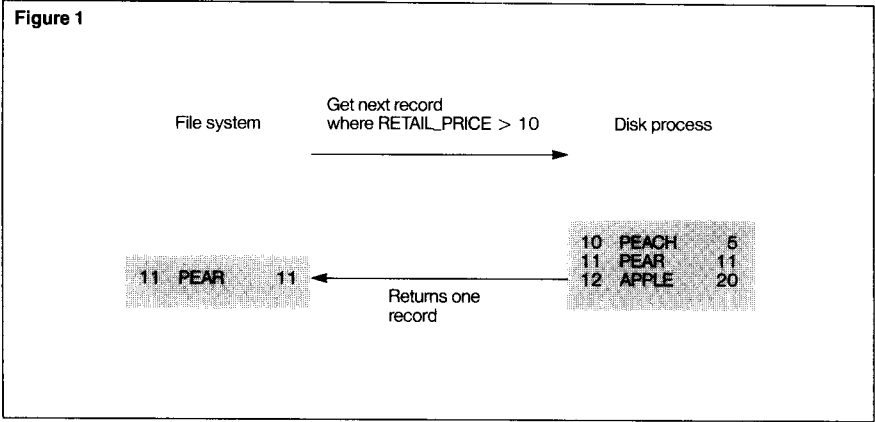 Figure 1
File system
Get next record
where RETAIL_PRICE > 10
Disk process
10 PEACH 5
11 PEAR 11
12 APPLE 20
11 PEAR 11
Returns one
record